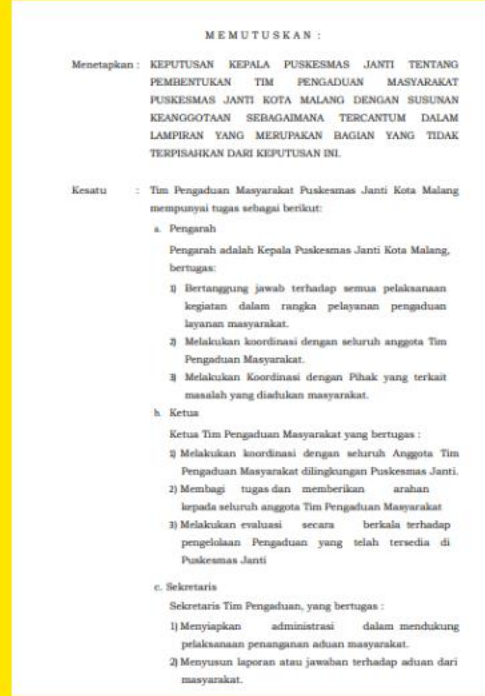 MEMUTUSKAN :
Menetapkan : KEPUTUSAN KEPALA PUSKESMAS JANTI TENTANG
PEMBENTUKAN TIM PENGADUAN MASYARAKAT
PUSKESMAS JANTI KOTA MALANG DENGAN SUSUNAN
KEANGGOTAAN SEBAGAIMANA TERCANTUM DALAM
LAMPIRAN YANG MERUPAKAN BAGIAN YANG TIDAK
TERPISAHKAN DARI KEPUTUSAN INI.
Kesatu : Tim Pengaduan Masyarakat Puskesmas Janti Kota Malang
mempunyai tugas sebagai berikut:
a. Pengarah
Pengarah adalah Kepala Puskesmas Janti Kota Malang,
bertugas:
1) Bertanggung jawab terhadap semua pelaksanaan
kegiatan dalam rangka pelayanan pengaduan
layanan masyarakat.
2) Melakukan koordinasi dengan seluruh anggota Tim
Pengaduan Masyarakat.
3) Melakukan Koordinasi dengan Pihak yang terkait
masalah yang diadukan masyarakat.
b. Ketua
Ketua Tim Pengaduan Masyarakat yang bertugas :
1) Melakukan koordinasi dengan seluruh Anggota Tim
Pengaduan Masyarakat dilingkungan Puskesmas Janti.
2) Membagi tugas dan memberikan arahan
kepada seluruh anggota Tim Pengaduan Masyarakat
3) Melakukan evaluasi secara berkala terhadap
pengelolaan Pengaduan yang telah tersedia di
Puskesmas Janti
c. Sekretaris
Sekretaris Tim Pengaduan, yang bertugas :
1) Menyiapkan administrasi dalam mendukung
pelaksanaan penanganan aduan masyarakat.
2) Menyusun laporan atau jawaban terhadap aduan dari
masyarakat.